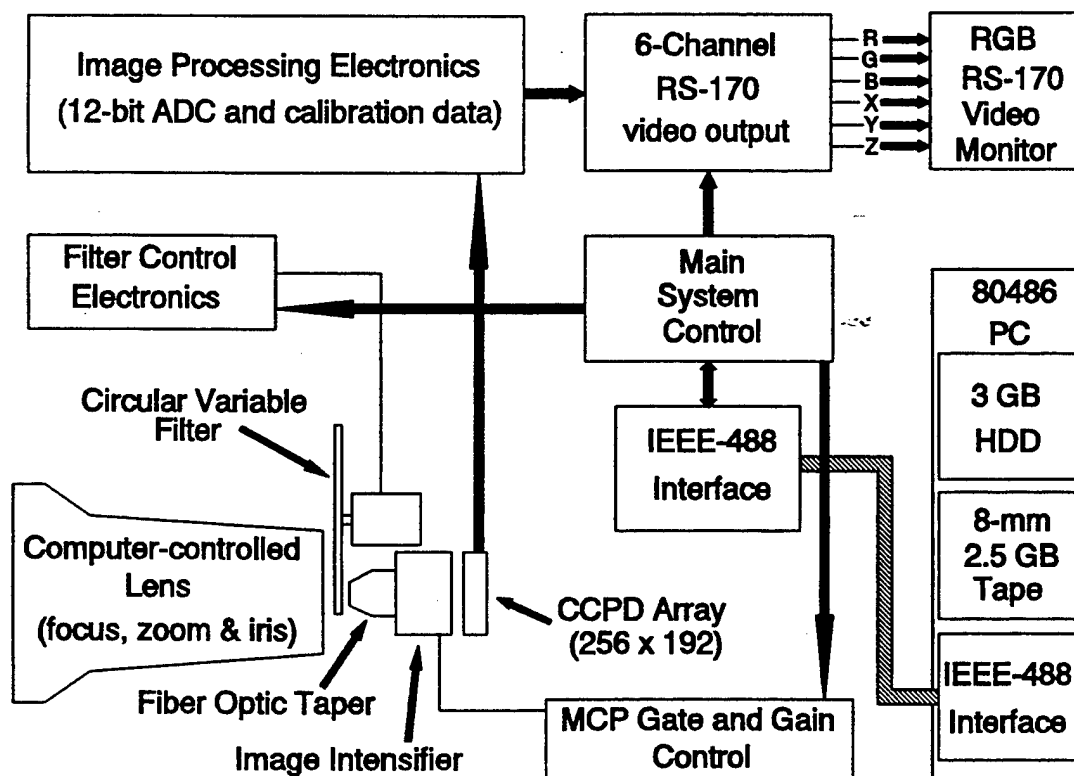 Image Processing Electronics
(12-bit ADC and calibration data)
6-Channel
RS-170
video output
R
G
B
X
Y
Z
RGB
RS-170
Video
Monitor
Filter Control
Electronics
Main
System
Control
80486
PC
3 GB
HDD
8-mm
2.5 GB
Tape
IEEE-488
Interface
IEEE-488
Interface
Circular Variable
Filter
Computer-controlled
Lens
(focus, zoom & iris)
CCPD Array
(256 x 192)
Fiber Optic Taper
Image Intensifier
MCP Gate and Gain
Control